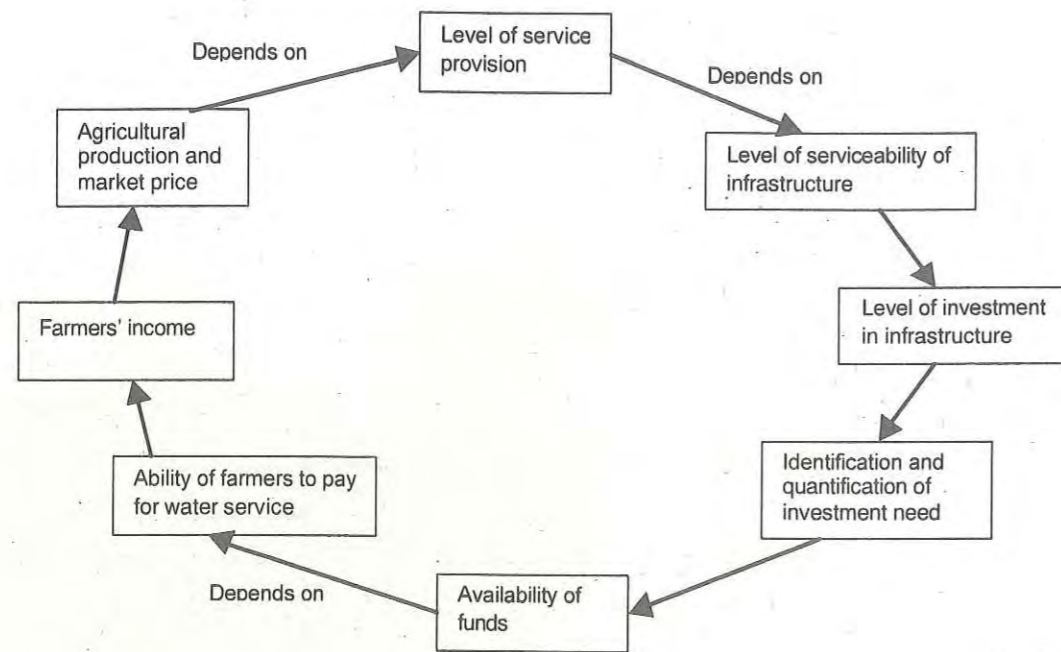 Level of service
provision
Depends on
Level of serviceability of
infrastructure
Level of investment
in infrastructure
Identification and
quantification of
investment need
Availability of
funds
Depends on
Ability of farmers to pay
for water service
Farmers' income
Agricultural
production and
market price
Depends on